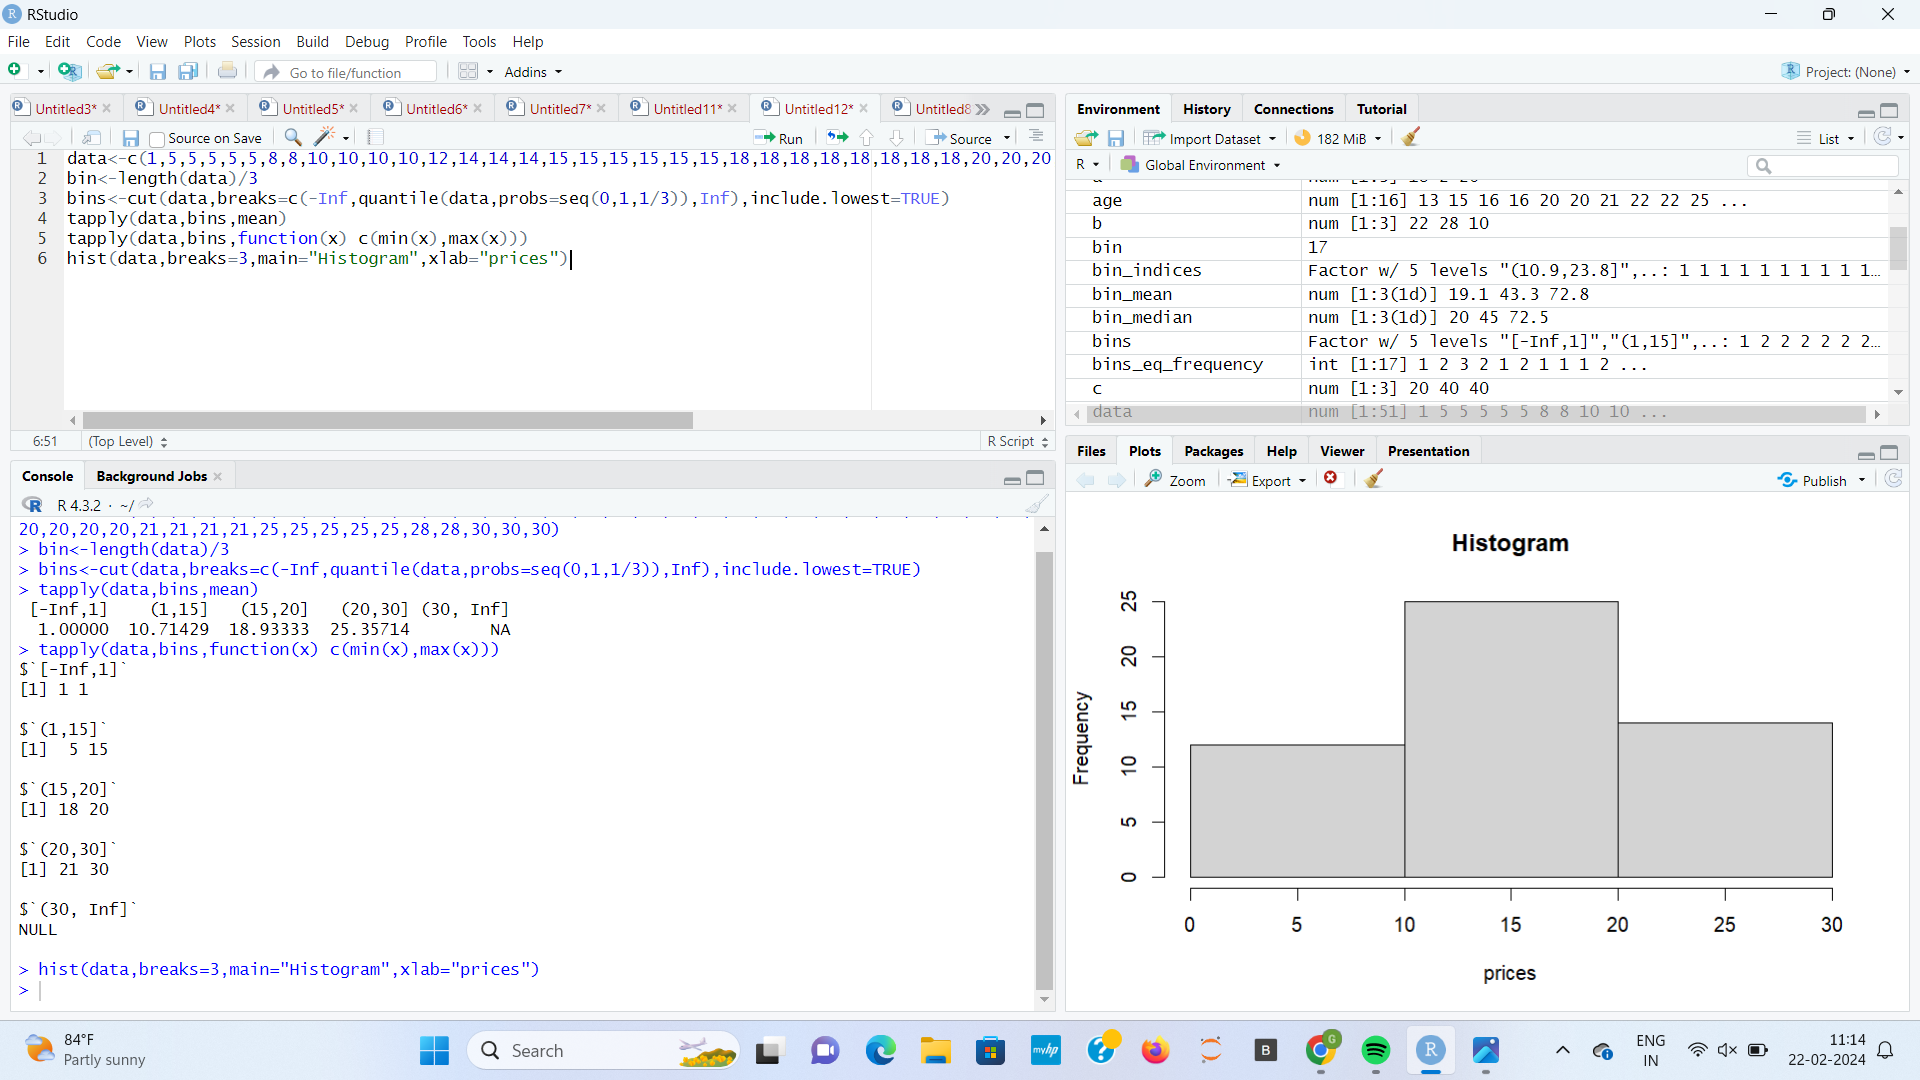 RStudio
File Edit Code View Plots Session Build Debug Profile Tools Help
Go to file/function Addins Project: (None)
Untitled3* Untitled4* Untitled5* Untitled6* Untitled7* Untitled11* Untitled12* Untitled8
Source on Save Run Source
1 data<-c(1,5,5,5,5,5,8,8,10,10,10,10,12,14,14,14,15,15,15,15,15,15,18,18,18,18,18,18,18,18,20,20,20
2 bin<-length(data)/3
3 bins<-cut(data,breaks=c(-Inf,quantile(data,probs=seq(0,1,1/3)),Inf),include.lowest=TRUE)
4 tapply(data,bins,mean)
5 tapply(data,bins,function(x) c(min(x),max(x)))
6 hist(data,breaks=3,main="Histogram",xlab="prices")
6:51 (Top Level) R Script
Console Background Jobs
R 4.3.2 · ~/
20,20,20,20,21,21,21,21,25,25,25,25,25,28,28,30,30,30)
> bin<-length(data)/3
> bins<-cut(data,breaks=c(-Inf,quantile(data,probs=seq(0,1,1/3)),Inf),include.lowest=TRUE)
> tapply(data,bins,mean)
[-Inf,1] (1,15] (15,20] (20,30] (30, Inf]
1.00000 10.71429 18.93333 25.35714 NA
> tapply(data,bins,function(x) c(min(x),max(x)))
$`[-Inf,1]`
[1] 1 1
$`(1,15]`
[1] 5 15
$`(15,20]`
[1] 18 20
$`(20,30]`
[1] 21 30
$`(30, Inf]`
NULL
> hist(data,breaks=3,main="Histogram",xlab="prices")
>
Environment History Connections Tutorial
Import Dataset 182 MiB List
R Global Environment
age num [1:16] 13 15 16 16 20 20 21 22 22 25 ...
b num [1:3] 22 28 10
bin 17
bin_indices Factor w/ 5 levels "(10.9,23.8]",..: 1 1 1 1 1 1 1 1 1 1…
bin_mean num [1:3(1d)] 19.1 43.3 72.8
bin_median num [1:3(1d)] 20 45 72.5
bins Factor w/ 5 levels "[-Inf,1]","(1,15]",..: 1 2 2 2 2 2 2…
bins_eq_frequency int [1:17] 1 2 3 2 1 2 1 1 1 2 ...
c num [1:3] 20 40 40
data num [1:51] 1 5 5 5 5 5 8 8 10 10 ...
Files Plots Packages Help Viewer Presentation
Zoom Export Publish
Histogram
Frequency
25
20
15
10
5
0
0 5 10 15 20 25 30
prices
84°F
Partly sunny
Search
myhp
B
G
R
ENG
IN
11:14
22-02-2024